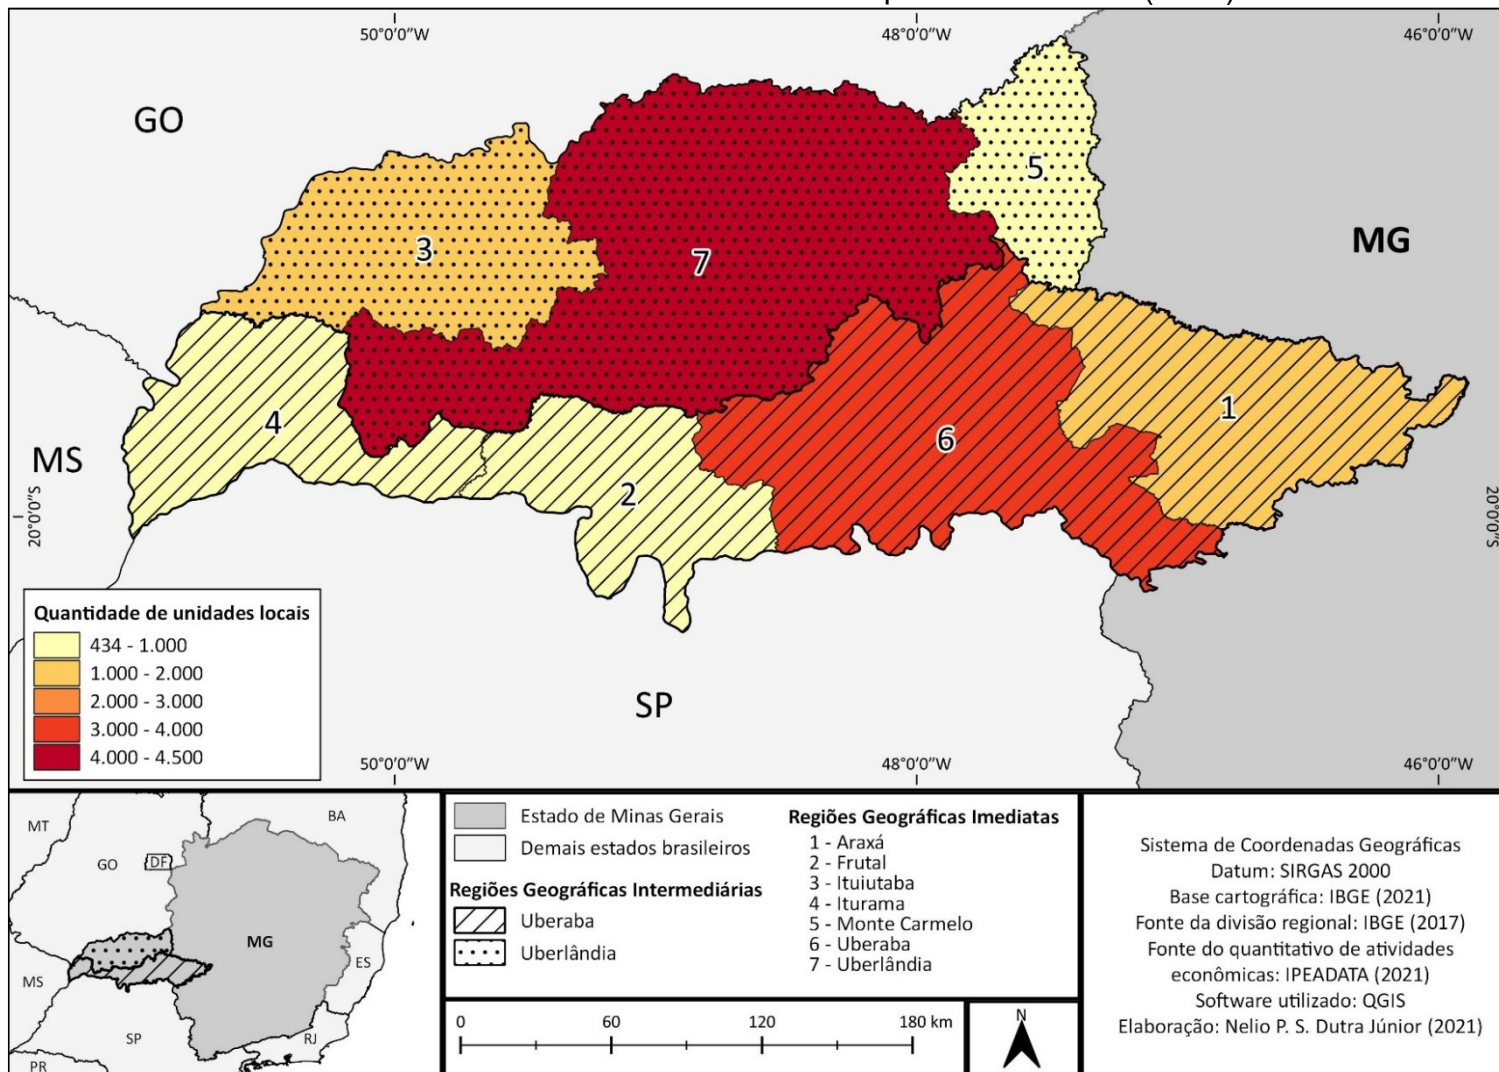 50°0'0"W
48°0'0"W
46°0'0"W
GO
5
MG
3
7
4
1
6
MS
2
20°0'0"S
20°0'0"S
SP
Quantidade de unidades locais
434 - 1.000
1.000 - 2.000
2.000 - 3.000
3.000 - 4.000
4.000 - 4.500
50°0'0"W
48°0'0"W
46°0'0"W
MT
BA
GO
DF
MG
ES
MS
SP
RJ
PR
Estado de Minas Gerais
Demais estados brasileiros
Regiões Geográficas Intermediárias
Uberaba
Uberlândia
Regiões Geográficas Imediatas
1 - Araxá
2 - Frutal
3 - Ituiutaba
4 - Iturama
5 - Monte Carmelo
6 - Uberaba
7 - Uberlândia
0 60 120 180 km
N
Sistema de Coordenadas Geográficas
Datum: SIRGAS 2000
Base cartográfica: IBGE (2021)
Fonte da divisão regional: IBGE (2017)
Fonte do quantitativo de atividades
econômicas: IPEADATA (2021)
Software utilizado: QGIS
Elaboração: Nelio P. S. Dutra Júnior (2021)